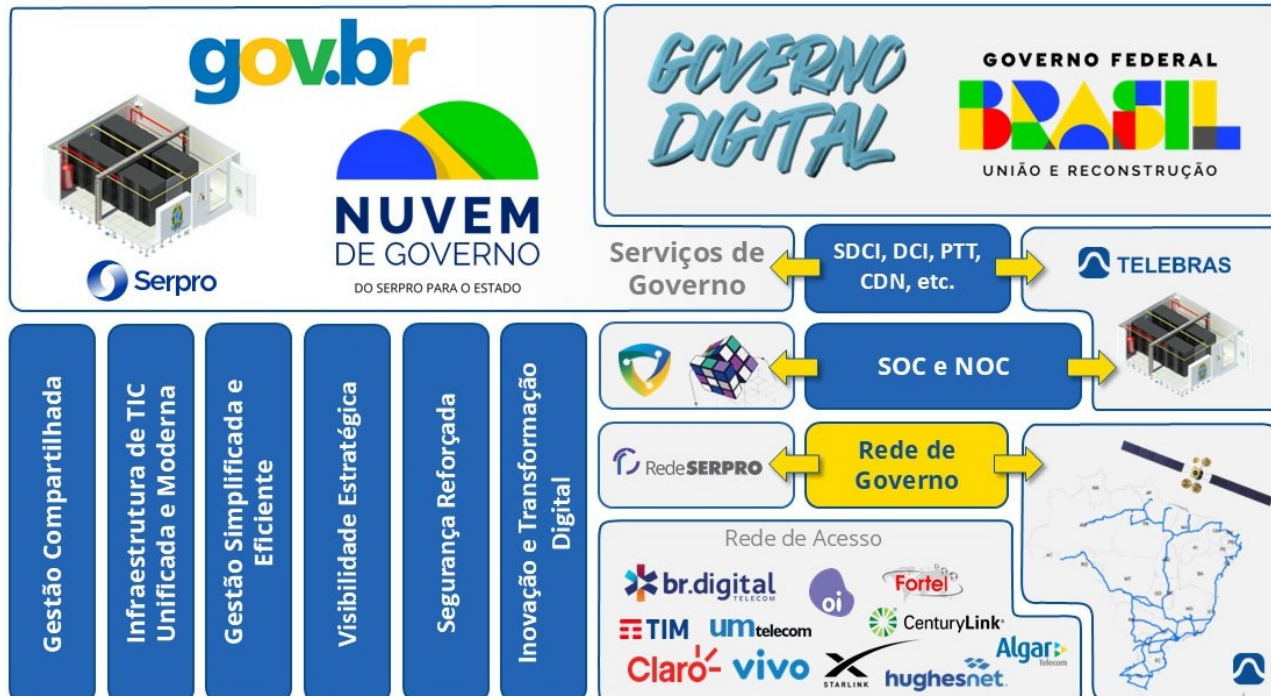 gov.br
Serpro
NUVEM
DE GOVERNO
DO SERPRO PARA O ESTADO
GOVERNO
DIGITAL
GOVERNO FEDERAL
BRASIL
UNIÃO E RECONSTRUÇÃO
Serviços de
Governo
SDCI, DCI, PTT,
CDN, etc.
TELEBRAS
Gestão Compartilhada
Infraestrutura de TIC
Unificada e Moderna
Gestão Simplificada e
Eficiente
Visibilidade Estratégica
Segurança Reforçada
Inovação e Transformação
Digital
SOC e NOC
RedeSERPRO
Rede de
Governo
Rede de Acesso
br.digital
TELECOM
oi
Fortel
TIM
um telecom
CenturyLink
Claro
vivo
STARLINK
hughesnet
Algar
Telecom